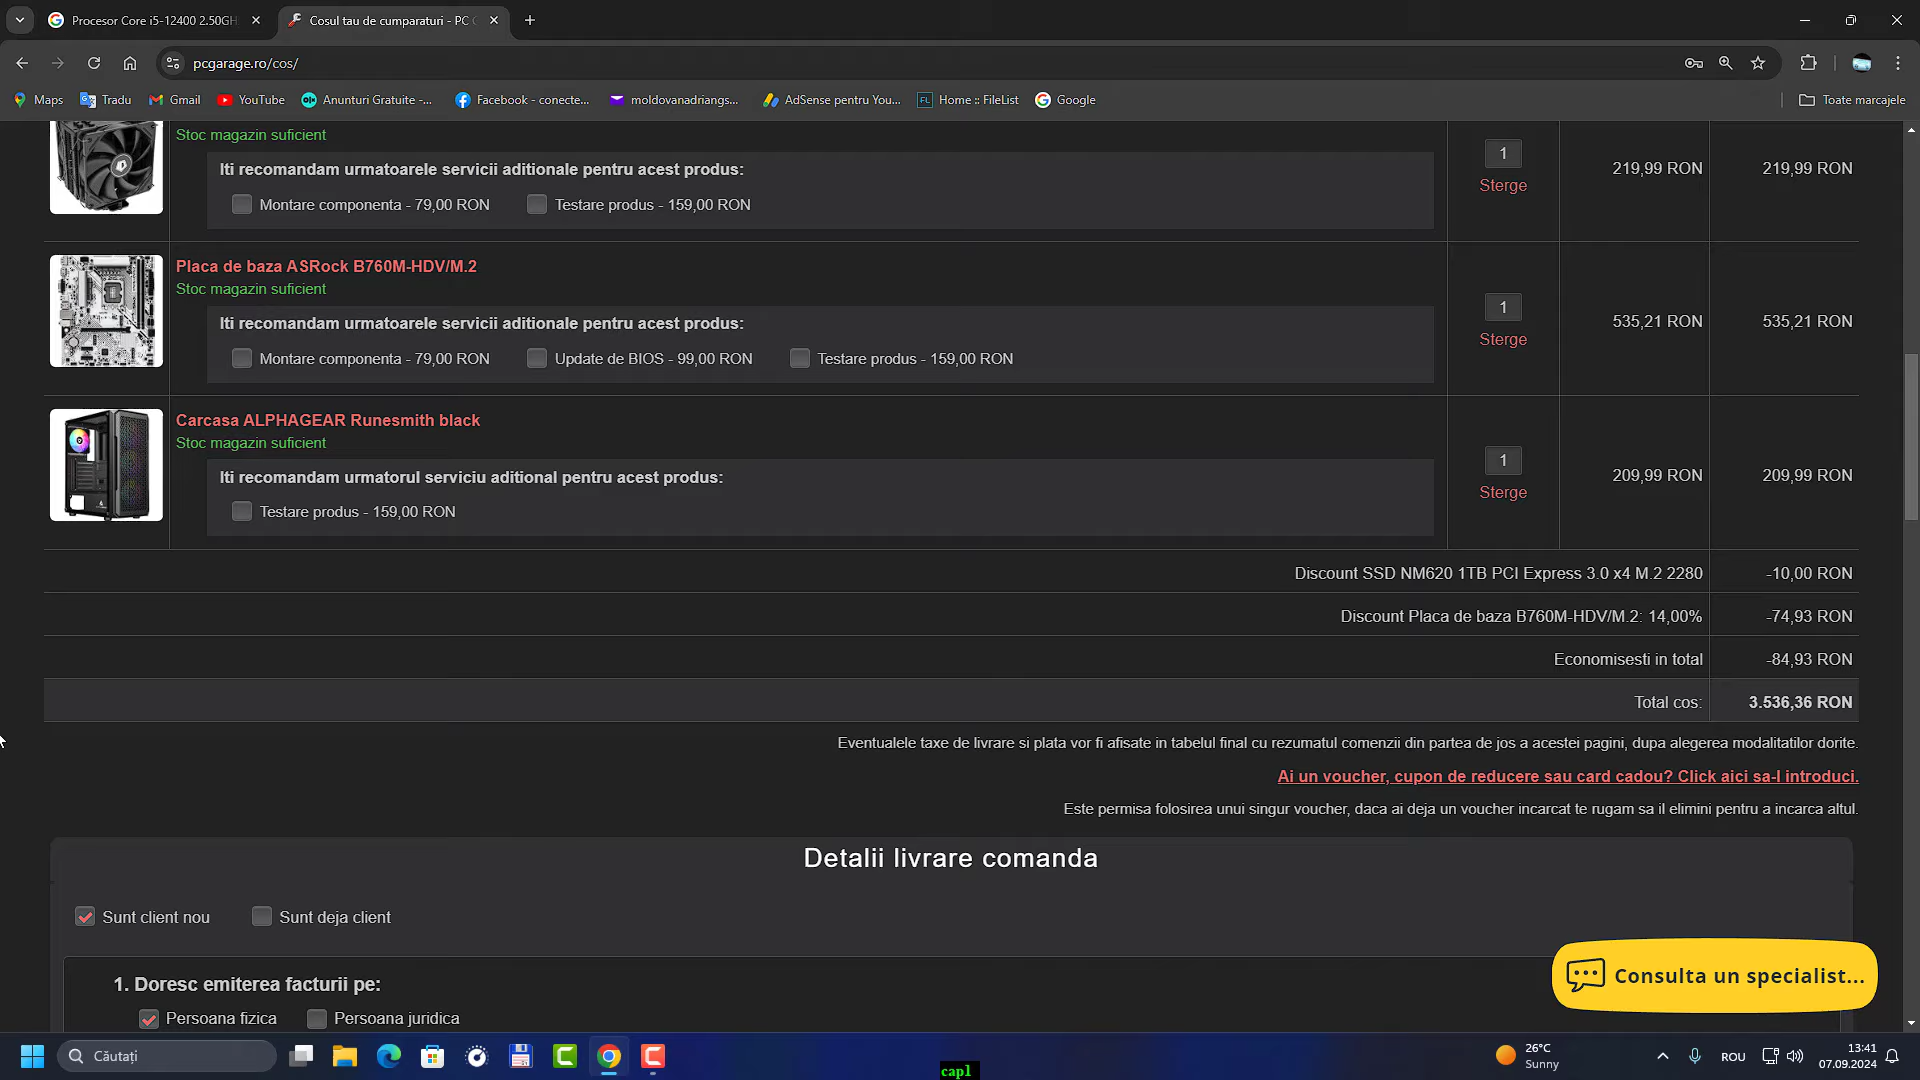 Procesor Core i5-12400 2.50GH
Cosul tau de cumparaturi - PC G
pcgarage.ro/cos/
Maps
Tradu
Gmail
YouTube
Anunturi Gratuite -...
Facebook - conecte...
moldovanadriangs...
AdSense pentru You...
FL Home :: FileList
Google
Toate marcajele
Stoc magazin suficient
Iti recomandam urmatoarele servicii aditionale pentru acest produs:
Montare componenta - 79,00 RON
Testare produs - 159,00 RON
1
Sterge
219,99 RON
219,99 RON
Placa de baza ASRock B760M-HDV/M.2
Stoc magazin suficient
Iti recomandam urmatoarele servicii aditionale pentru acest produs:
Montare componenta - 79,00 RON
Update de BIOS - 99,00 RON
Testare produs - 159,00 RON
1
Sterge
535,21 RON
535,21 RON
Carcasa ALPHAGEAR Runesmith black
Stoc magazin suficient
Iti recomandam urmatorul serviciu aditional pentru acest produs:
Testare produs - 159,00 RON
1
Sterge
209,99 RON
209,99 RON
Discount SSD NM620 1TB PCI Express 3.0 x4 M.2 2280
-10,00 RON
Discount Placa de baza B760M-HDV/M.2: 14,00%
-74,93 RON
Economisesti in total
-84,93 RON
Total cos:
3.536,36 RON
Eventualele taxe de livrare si plata vor fi afisate in tabelul final cu rezumatul comenzii din partea de jos a acestei pagini, dupa alegerea modalitatilor dorite.
Ai un voucher, cupon de reducere sau card cadou? Click aici sa-l introduci.
Este permisa folosirea unui singur voucher, daca ai deja un voucher incarcat te rugam sa il elimini pentru a incarca altul.
Detalii livrare comanda
Sunt client nou
Sunt deja client
1. Doresc emiterea facturii pe:
Persoana fizica
Persoana juridica
Consulta un specialist...
Căutați
capl
26°C
Sunny
ROU
13:41
07.09.2024